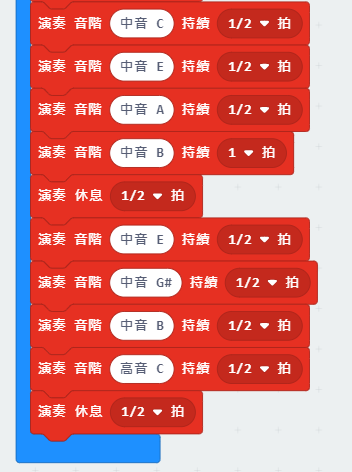 演奏 音階 中音 C 持續 1/2 拍
演奏 音階 中音 E 持續 1/2 拍
演奏 音階 中音 A 持續 1/2 拍
演奏 音階 中音 B 持續 1 拍
演奏 休息 1/2 拍
演奏 音階 中音 E 持續 1/2 拍
演奏 音階 中音 G# 持續 1/2 拍
演奏 音階 中音 B 持續 1/2 拍
演奏 音階 高音 C 持續 1/2 拍
演奏 休息 1/2 拍